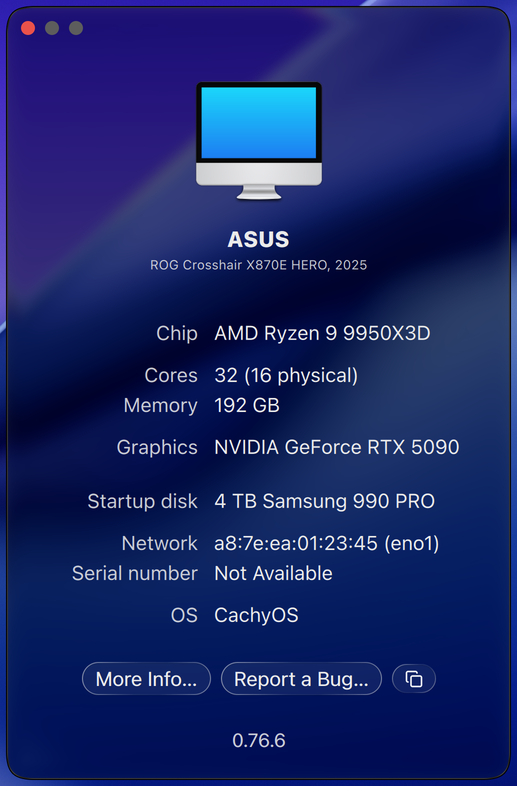 ASUS
ROG Crosshair X870E HERO, 2025
Chip AMD Ryzen 9 9950X3D
Cores 32 (16 physical)
Memory 192 GB
Graphics NVIDIA GeForce RTX 5090
Startup disk 4 TB Samsung 990 PRO
Network a8:7e:ea:01:23:45 (eno1)
Serial number Not Available
OS CachyOS
More Info... Report a Bug...
0.76.6